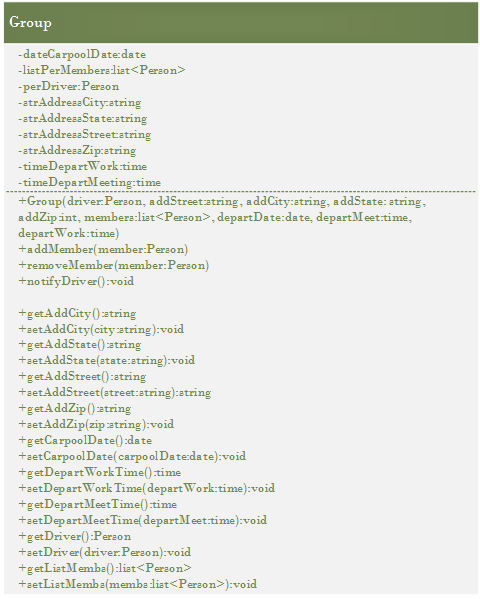 Group
-dateCarpoolDate:date
-listPerMembers:list<Person>
-perDriver:Person
-strAddressCity:string
-strAddressState:string
-strAddressStreet:string
-strAddressZip:string
-timeDepartWork:time
-timeDepartMeeting:time
+Group(driver:Person, addStreet:string, addCity:string, addState: string,
addZip:int, members:list<Person>, departDate:date, departMeet:time,
departWork:time)
+addMember(member:Person)
+removeMember(member:Person)
+notifyDriver():void
+getAddCity():string
+setAddCity(city:string):void
+getAddState():string
+setAddState(state:string):void
+getAddStreet():string
+setAddStreet(street:string):string
+getAddZip():string
+setAddZip(zip:string):void
+getCarpoolDate():date
+setCarpoolDate(carpoolDate:date):void
+getDepartWorkTime():time
+setDepartWorkTime(departWork:time):void
+getDepartMeetTime():time
+setDepartMeetTime(departMeet:time):void
+getDriver():Person
+setDriver(driver:Person):void
+getListMembs():list<Person>
+setListMembs(membs:list<Person>):void